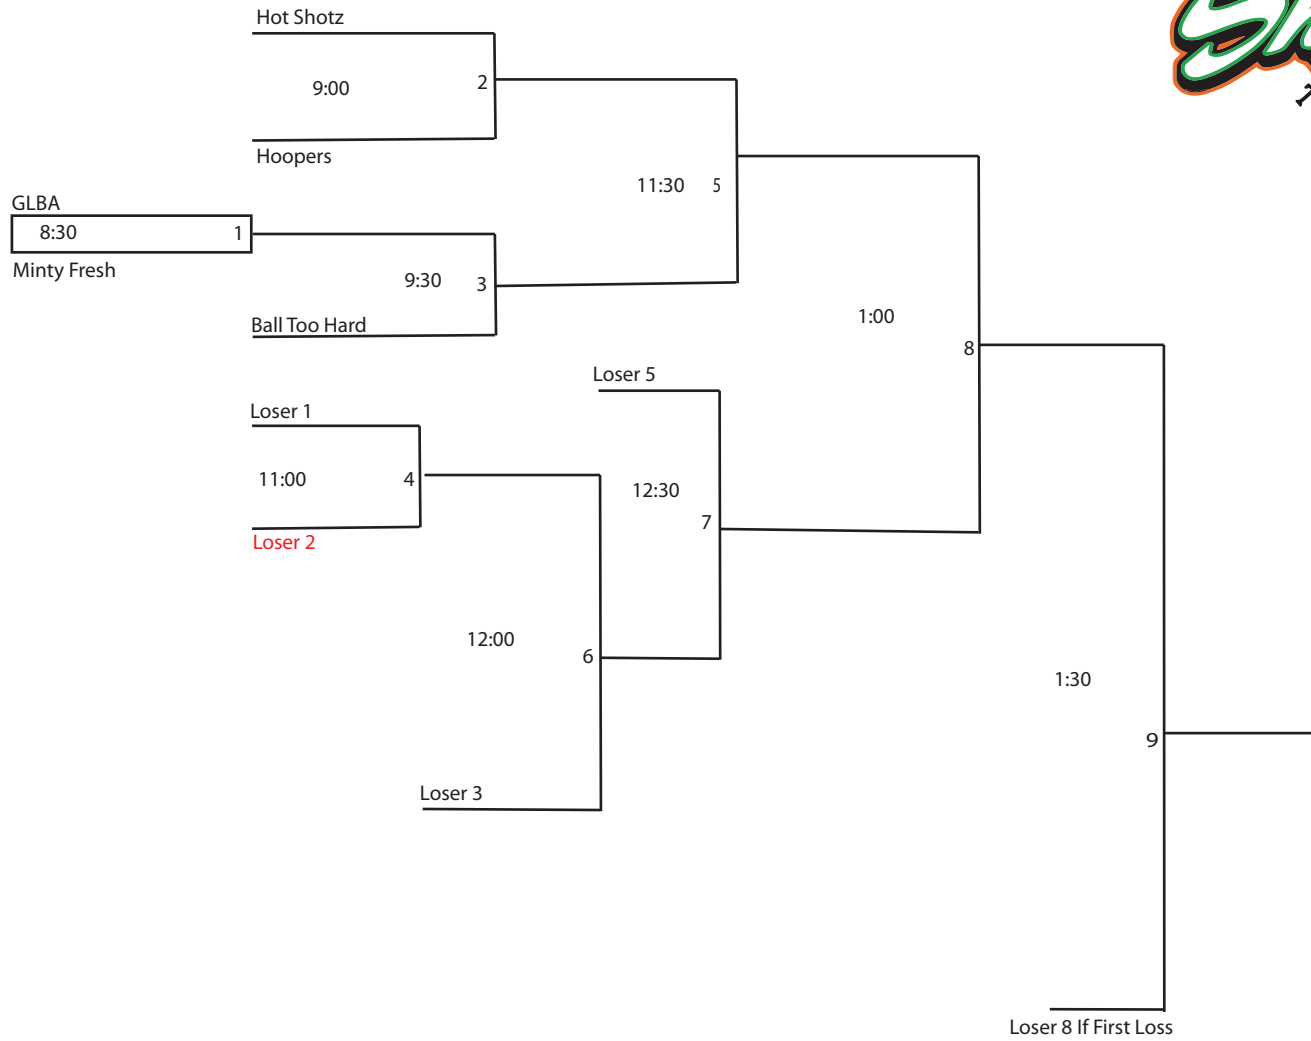 Hot Shotz
9:00
2
Hoopers
11:30
5
GLBA
8:30
1
Minty Fresh
9:30
3
Ball Too Hard
1:00
8
Loser 5
Loser 1
11:00
4
12:30
7
Loser 2
12:00
6
1:30
9
Loser 3
Loser 8 If First Loss